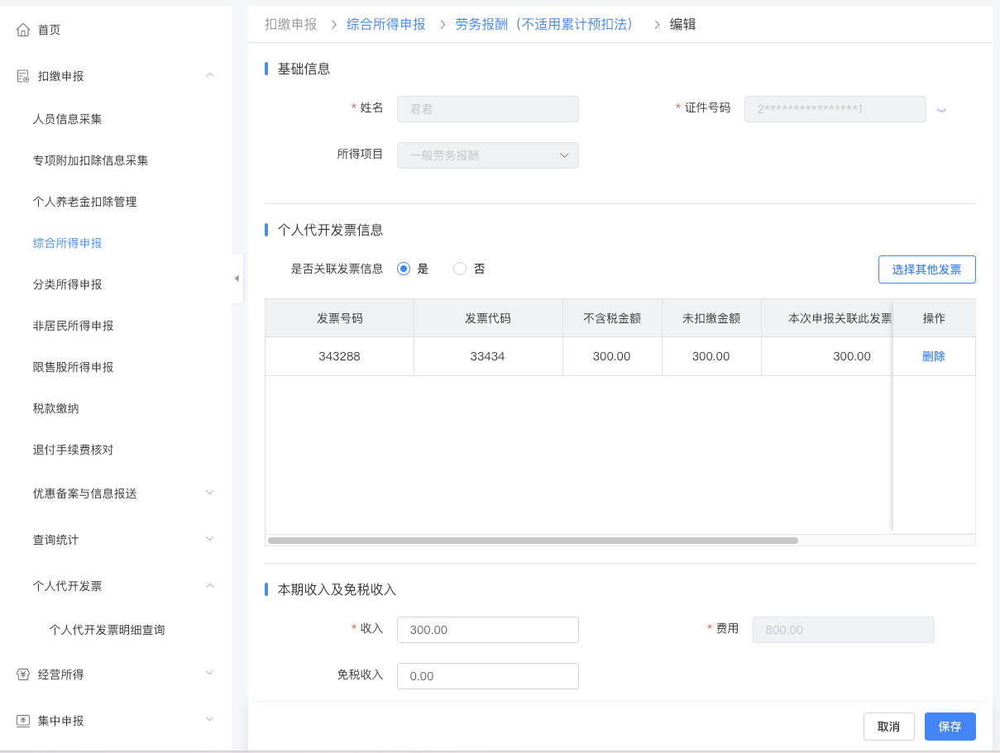 首页
扣缴申报
人员信息采集
专项附加扣除信息采集
个人养老金扣除管理
综合所得申报
分类所得申报
非居民所得申报
限售股所得申报
税款缴纳
退付手续费核对
优惠备案与信息报送
查询统计
个人代开发票
个人代开发票明细查询
经营所得
集中申报
扣缴申报 > 综合所得申报 > 劳务报酬（不适用累计预扣法） > 编辑
基础信息
* 姓名 君君 * 证件号码 2****************1
所得项目 一般劳务报酬
个人代开发票信息
是否关联发票信息 是 否 选择其他发票
发票号码 发票代码 不含税金额 未扣缴金额 本次申报关联此发票 操作
343288 33434 300.00 300.00 300.00 删除
本期收入及免税收入
* 收入 300.00 * 费用 800.00
免税收入 0.00
取消 保存